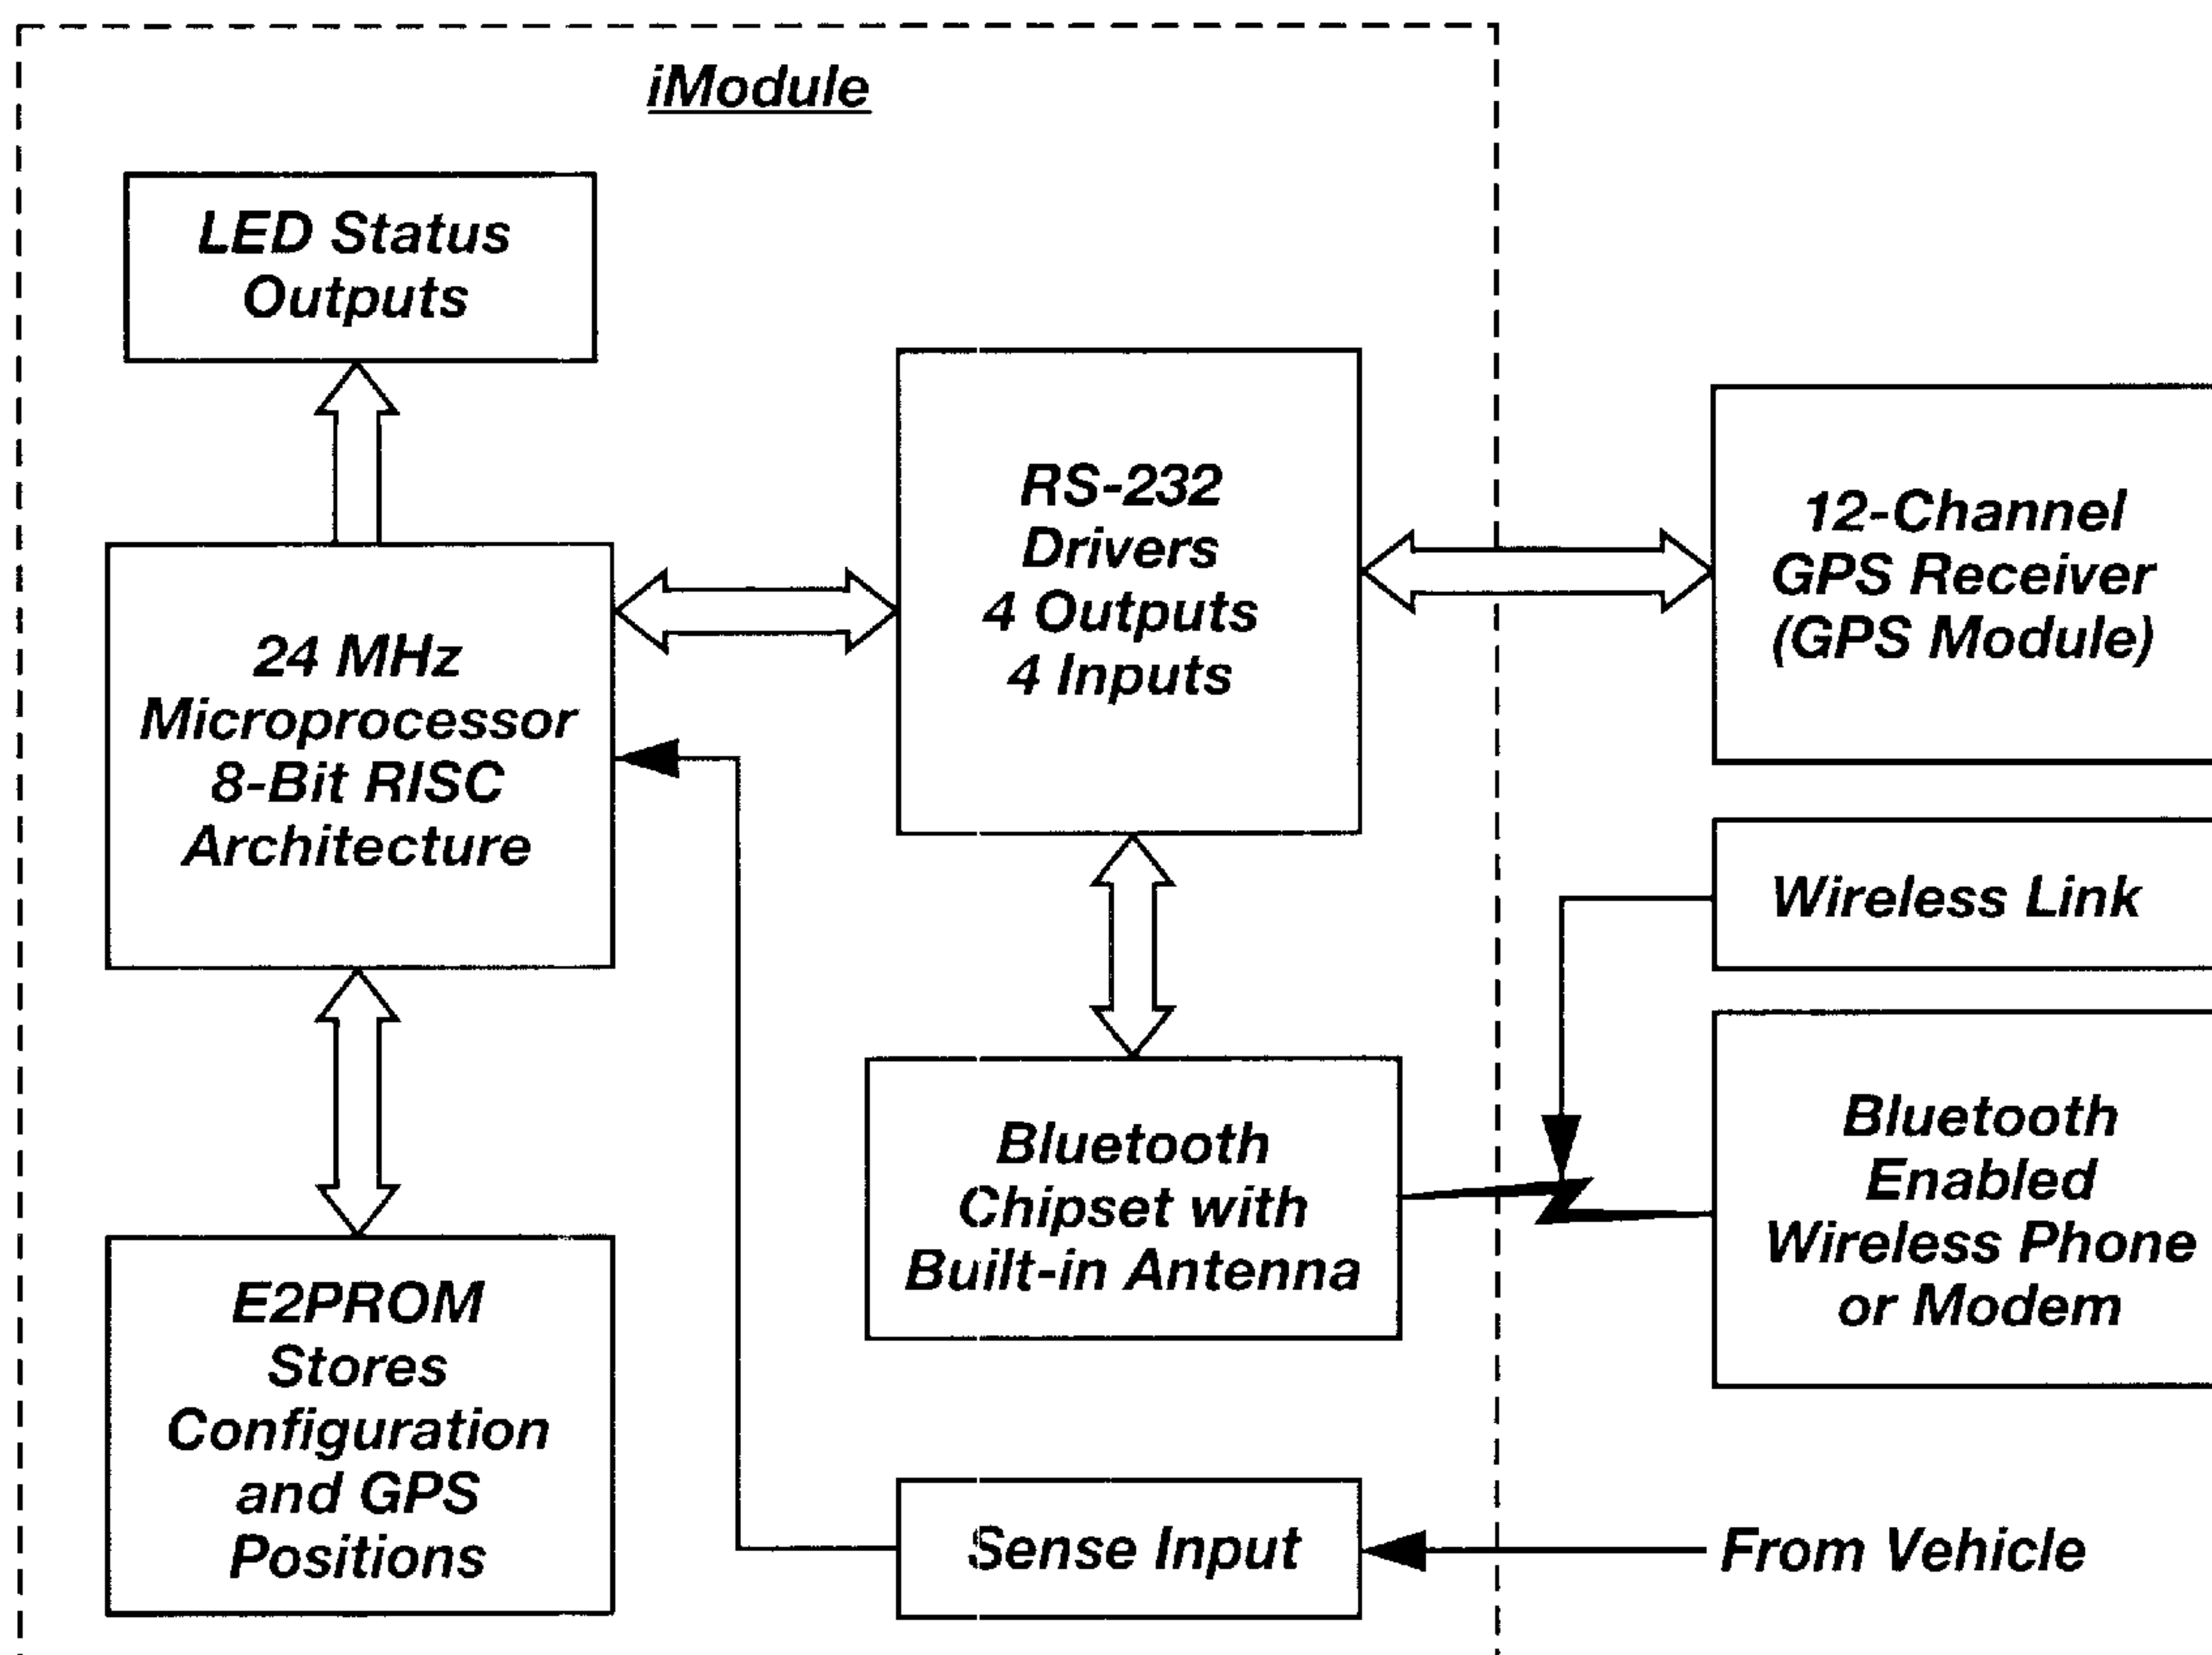 iModule
LED Status
Outputs
RS-232
Drivers
4 Outputs
4 Inputs
12-Channel
GPS Receiver
(GPS Module)
24 MHz
Microprocessor
8-Bit RISC
Architecture
Wireless Link
Bluetooth
Chipset with
Built-in Antenna
Bluetooth
Enabled
Wireless Phone
or Modem
E2PROM
Stores
Configuration
and GPS
Positions
Sense Input
From Vehicle